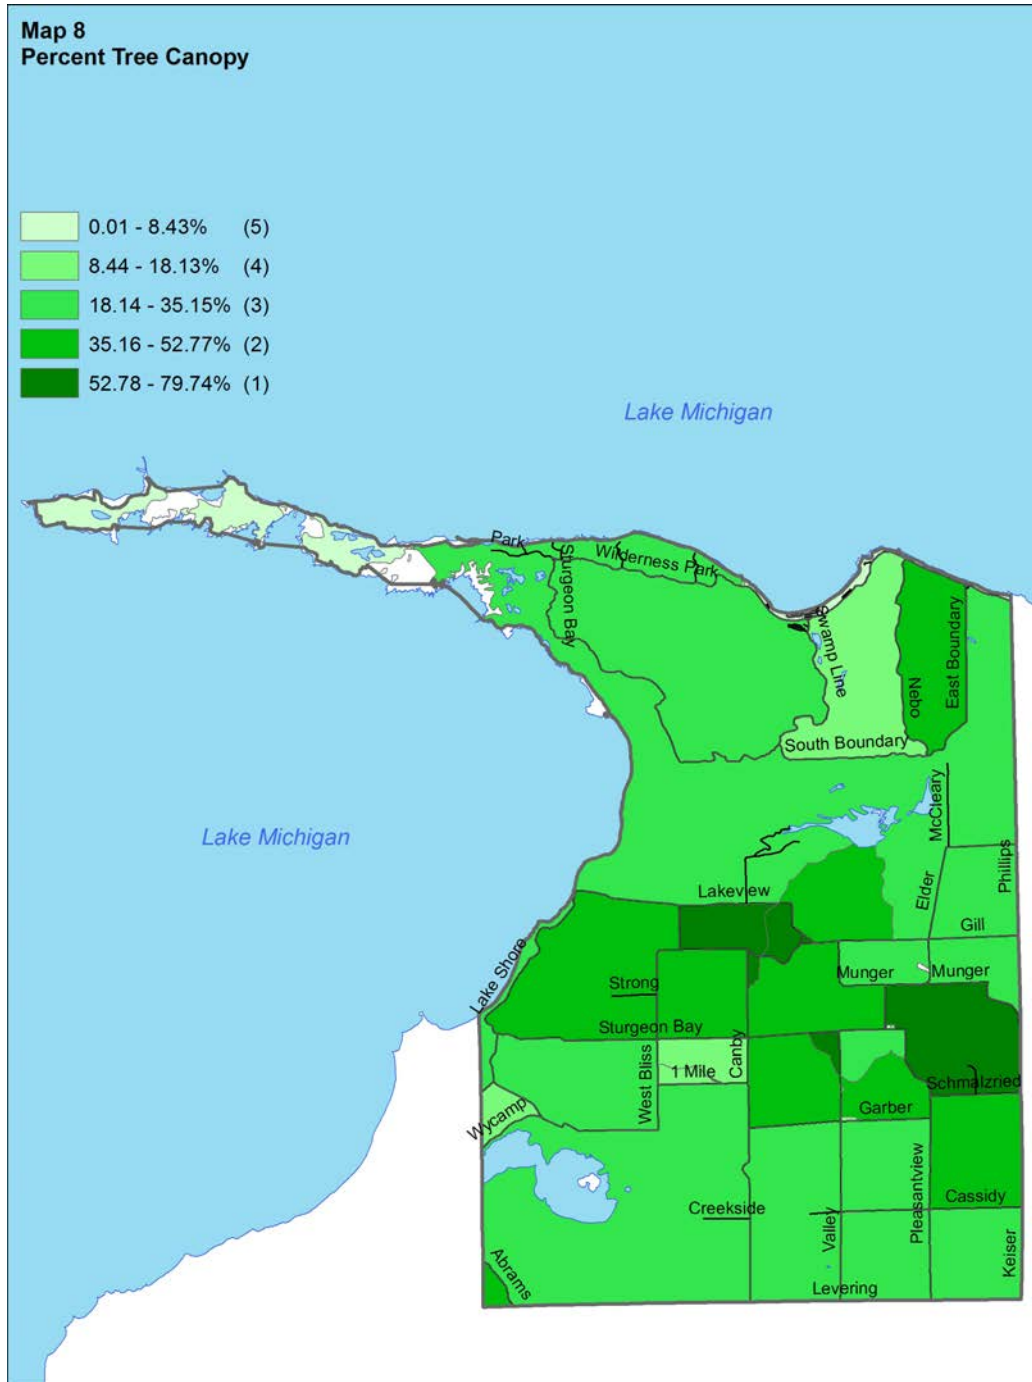 Map 8
Percent Tree Canopy
0.01 - 8.43% (5)
8.44 - 18.13% (4)
18.14 - 35.15% (3)
35.16 - 52.77% (2)
52.78 - 79.74% (1)
Lake Michigan
Park
Sturgeon Bay
Wilderness Park
Swamp Line
Nebo
East Boundary
South Boundary
McCleary
Lake Michigan
Phillips
Lakeview
Elder
Gill
Lake Shore
Munger
Munger
Strong
Sturgeon Bay
Canby
West Bliss
1 Mile
Schmalzried
Wycamp
Garber
Pleasantview
Cassidy
Creekside
Valley
Keiser
Abrams
Levering